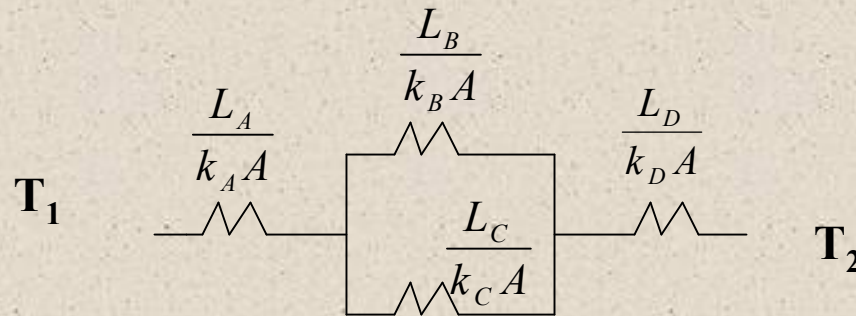 L_B
k_B A
L_A
k_A A
L_D
k_D A
T_1
L_C
k_C A
T_2